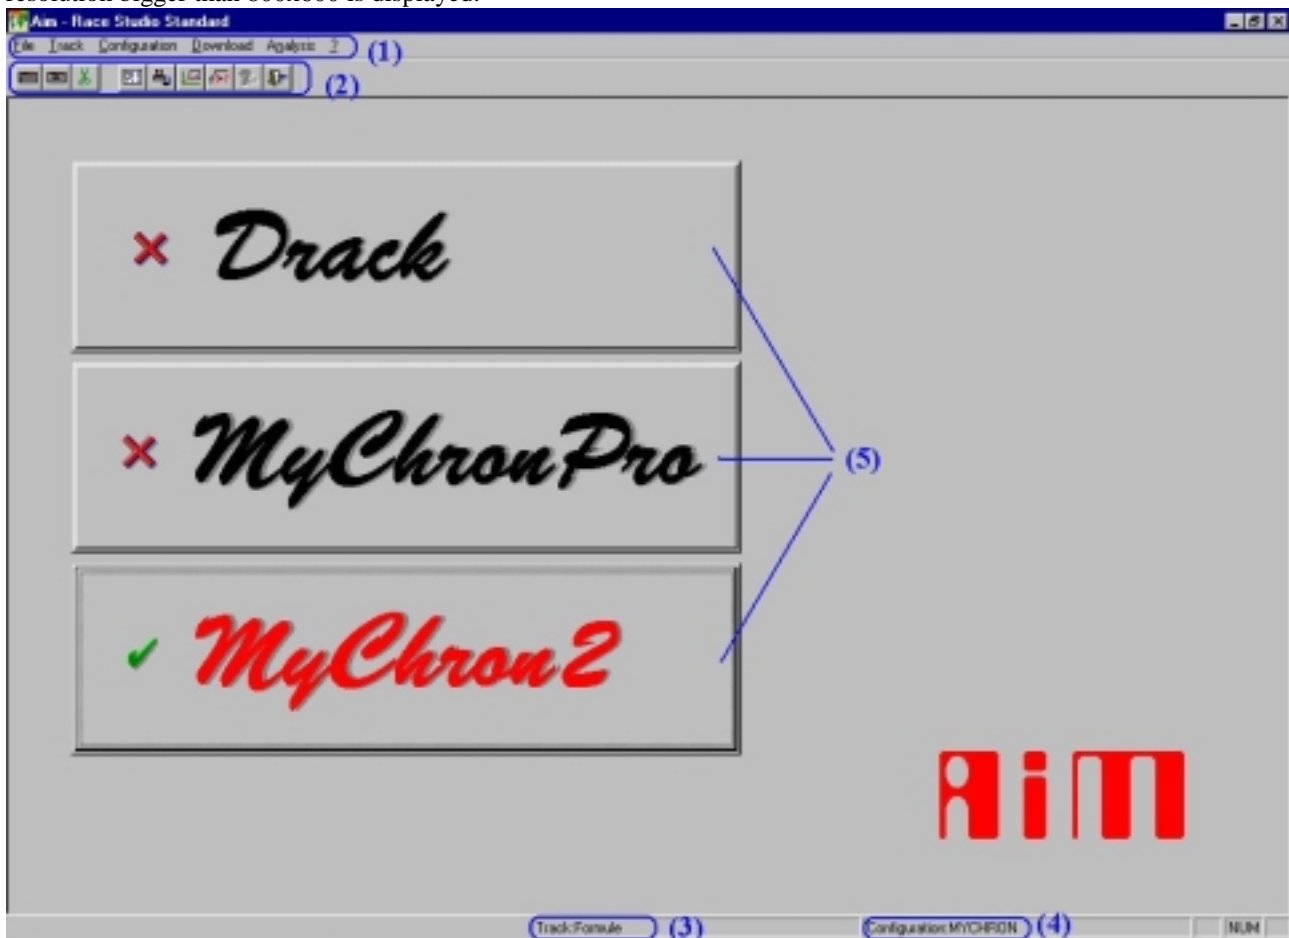 resolution bigger than 800x600 is displayed.
Aim - Race Studio Standard
File Track Configuration Download Analysis ? (1)
(2)
Drack
MyChronPro
(5)
MyChron2
AiM
Track:Formule (3) Configuration:MYCHRON (4) NUM